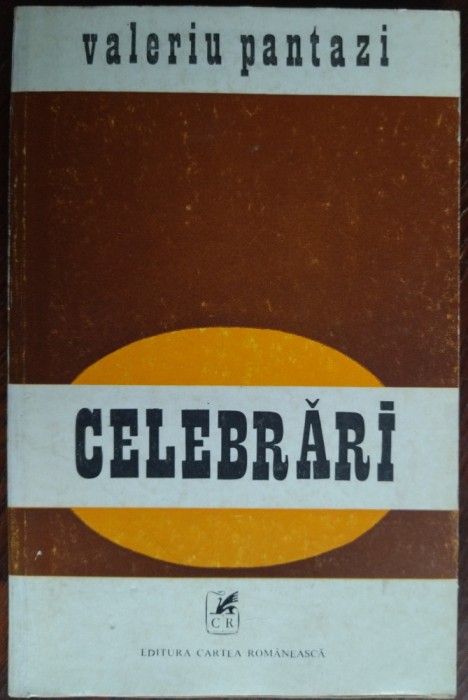 valeriu pantazi
CELEBRĂRI
CR
EDITURA CARTEA ROMÂNEASCĂ